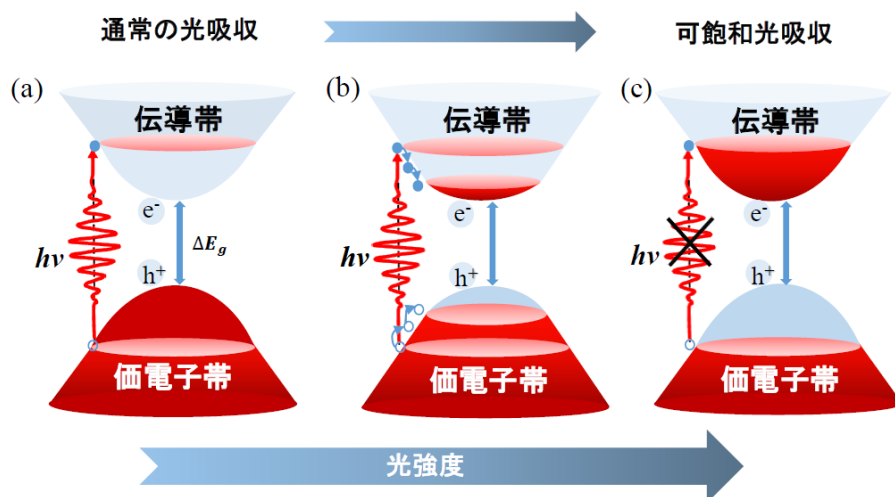 通常の光吸収
可飽和光吸収
(a)
(b)
(c)
伝導帯
伝導帯
伝導帯
e-
e-
e-
hν
ΔEg
hν
hν
h+
h+
h+
価電子帯
価電子帯
価電子帯
光強度